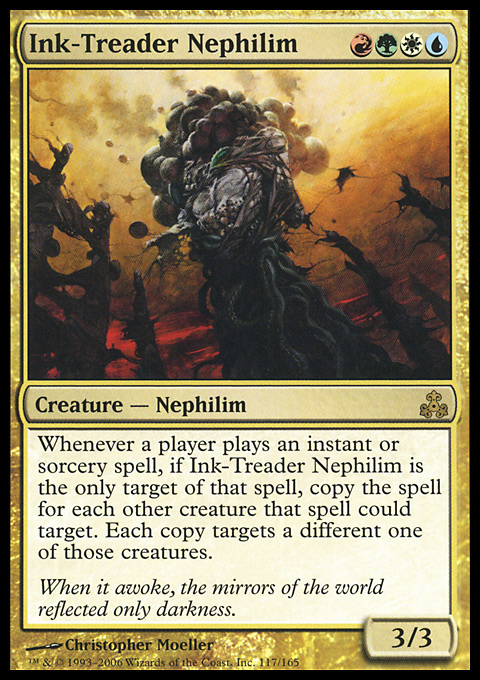 Ink-Treader Nephilim
Creature — Nephilim
Whenever a player plays an instant or
sorcery spell, if Ink-Treader Nephilim is
the only target of that spell, copy the spell
for each other creature that spell could
target. Each copy targets a different one
of those creatures.
When it awoke, the mirrors of the world
reflected only darkness.
Christopher Moeller
3/3
™ & © 1993–2006 Wizards of the Coast, Inc. 117/165